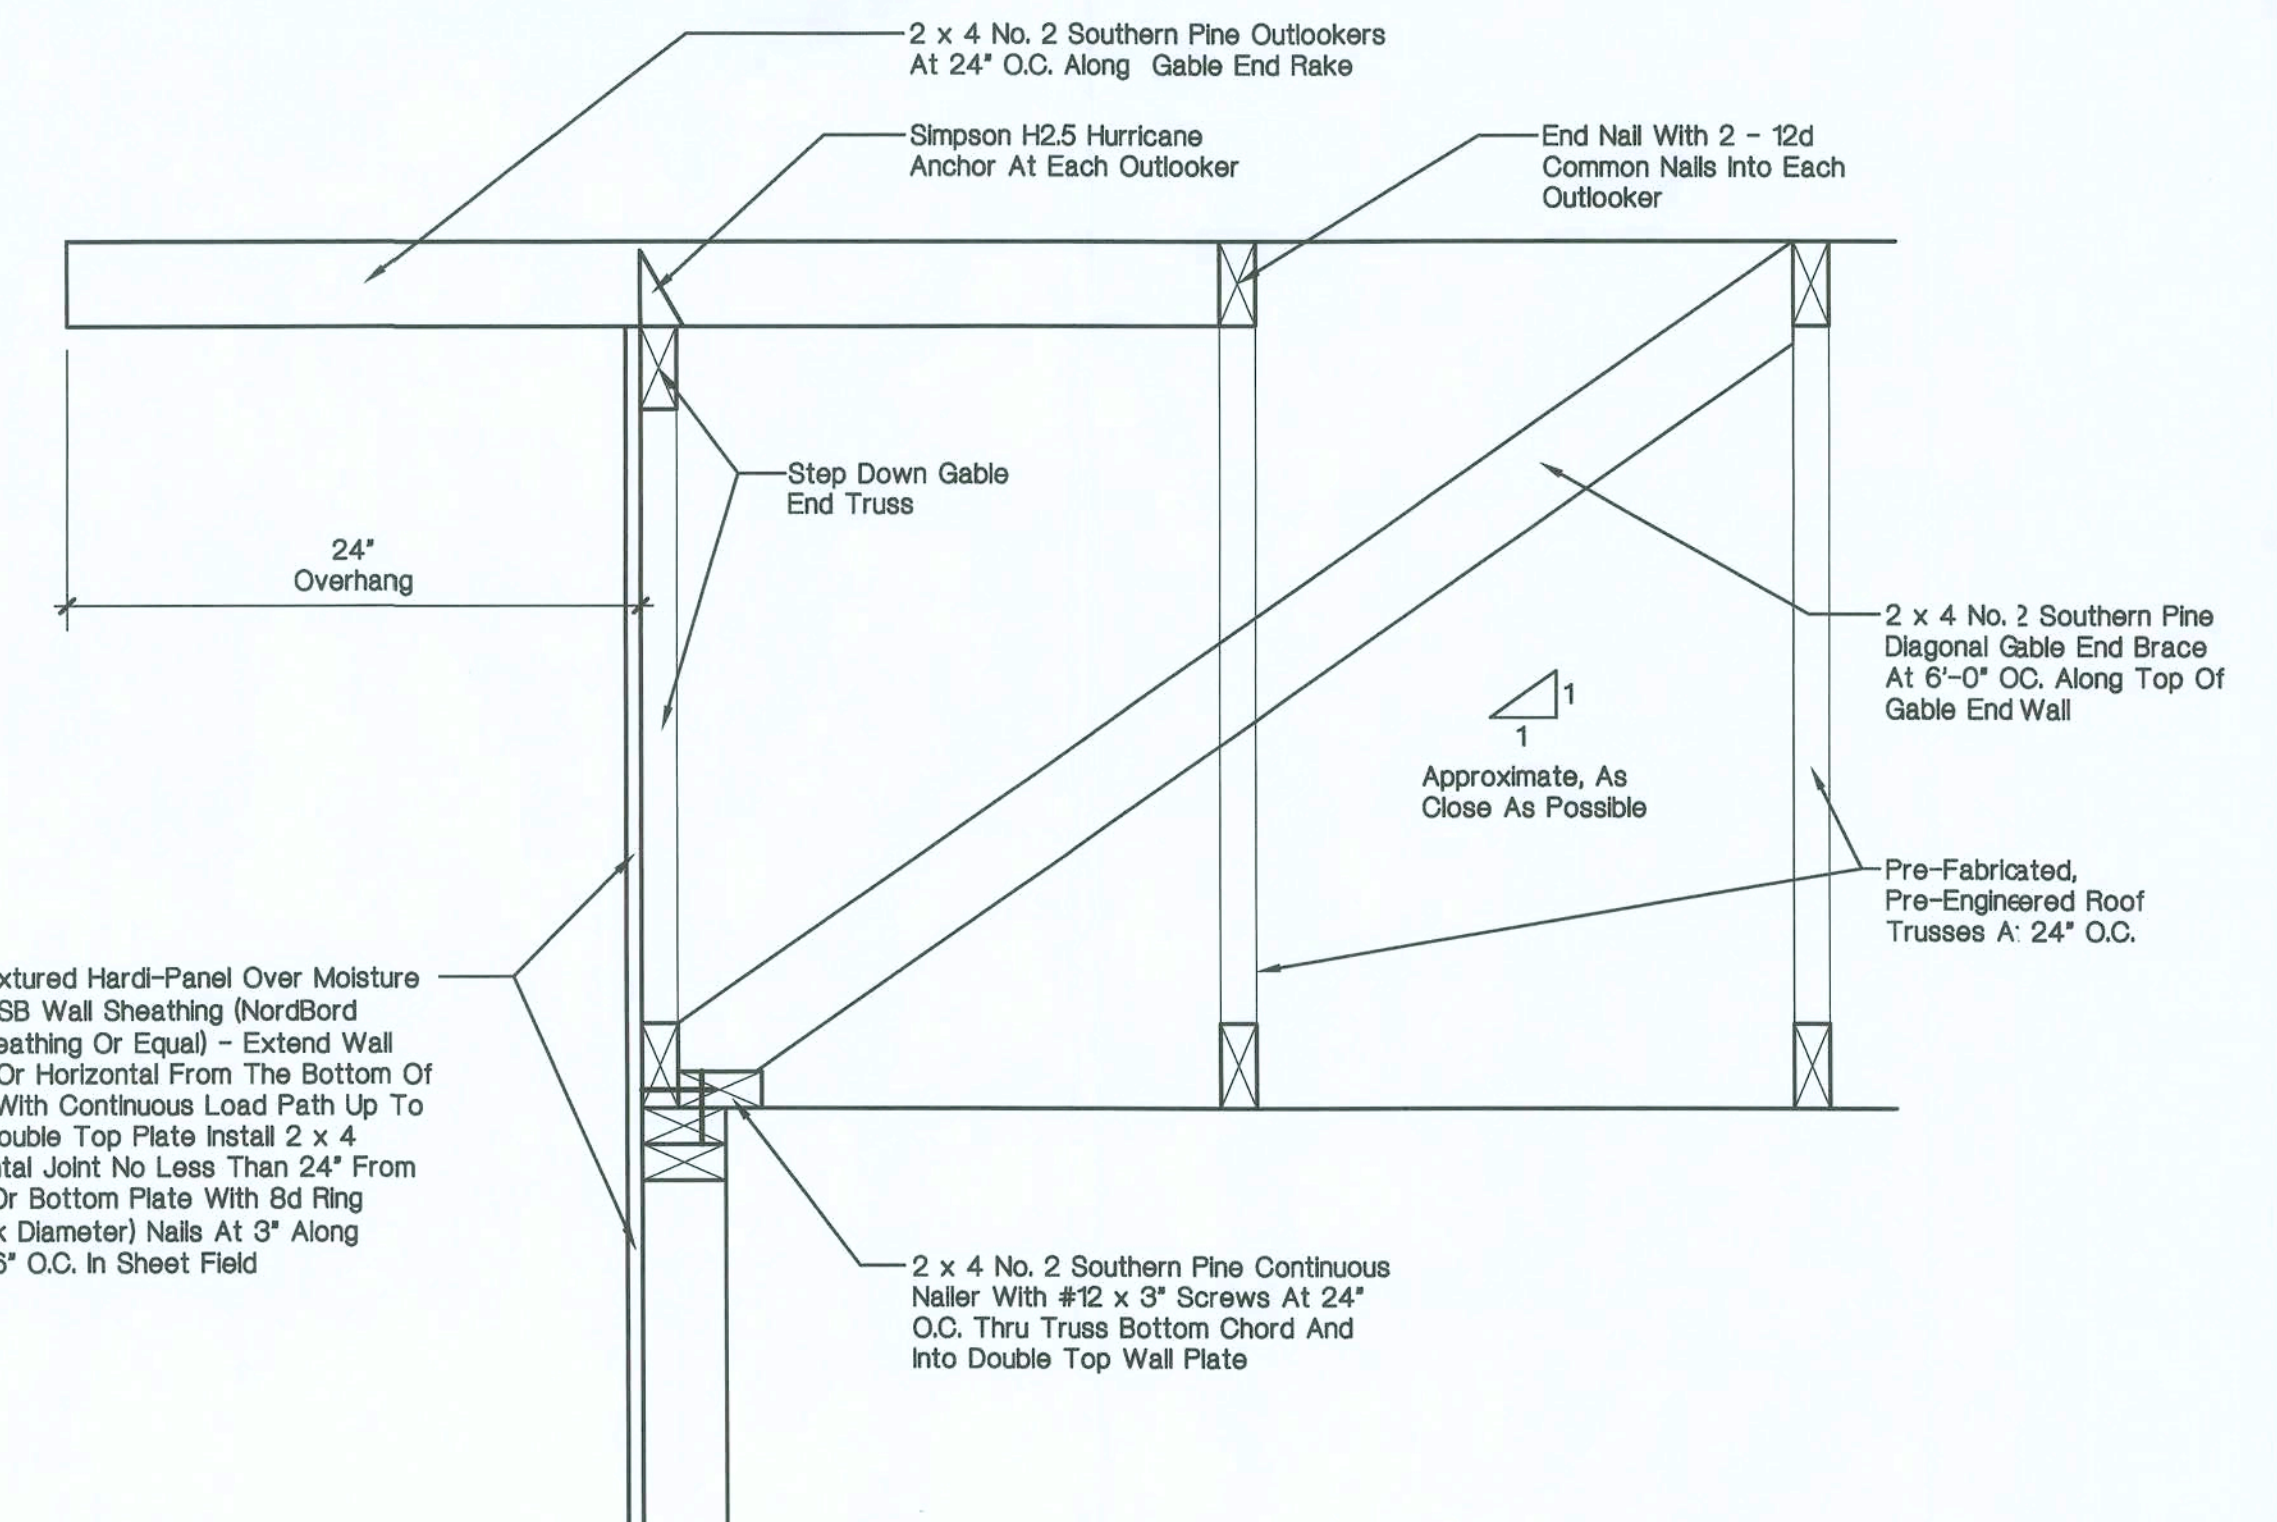 2 x 4 No. 2 Southern Pine Outlookers
At 24" O.C. Along Gable End Rake
Simpson H2.5 Hurricane
Anchor At Each Outlooker
End Nail With 2 - 12d
Common Nails Into Each
Outlooker
Step Down Gable
End Truss
24"
Overhang
2 x 4 No. 2 Southern Pine
Diagonal Gable End Brace
At 6'-0" OC. Along Top Of
Gable End Wall
1
1
Approximate, As
Close As Possible
Pre-Fabricated,
Pre-Engineered Roof
Trusses A: 24" O.C.
xtured Hardi-Panel Over Moisture
SB Wall Sheathing (NordBord
eathing Or Equal) - Extend Wall
Or Horizontal From The Bottom Of
With Continuous Load Path Up To
ouble Top Plate Install 2 x 4
ntal Joint No Less Than 24" From
Or Bottom Plate With 8d Ring
k Diameter) Nails At 3" Along
6" O.C. In Sheet Field
2 x 4 No. 2 Southern Pine Continuous
Nailer With #12 x 3" Screws At 24"
O.C. Thru Truss Bottom Chord And
Into Double Top Wall Plate